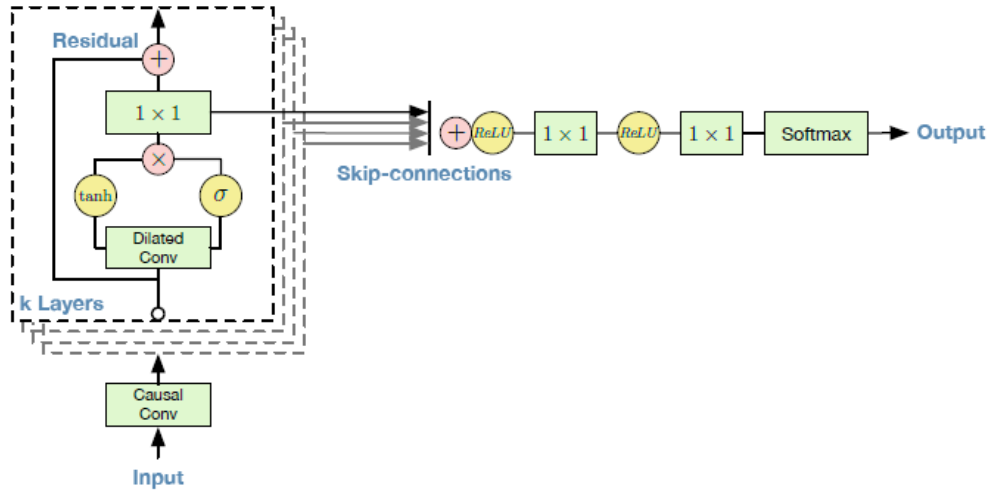 Residual
+
1 × 1
×
tanh
σ
Dilated
Conv
k Layers
Causal
Conv
Input
Skip-connections
+
ReLU
1 × 1
ReLU
1 × 1
Softmax
Output